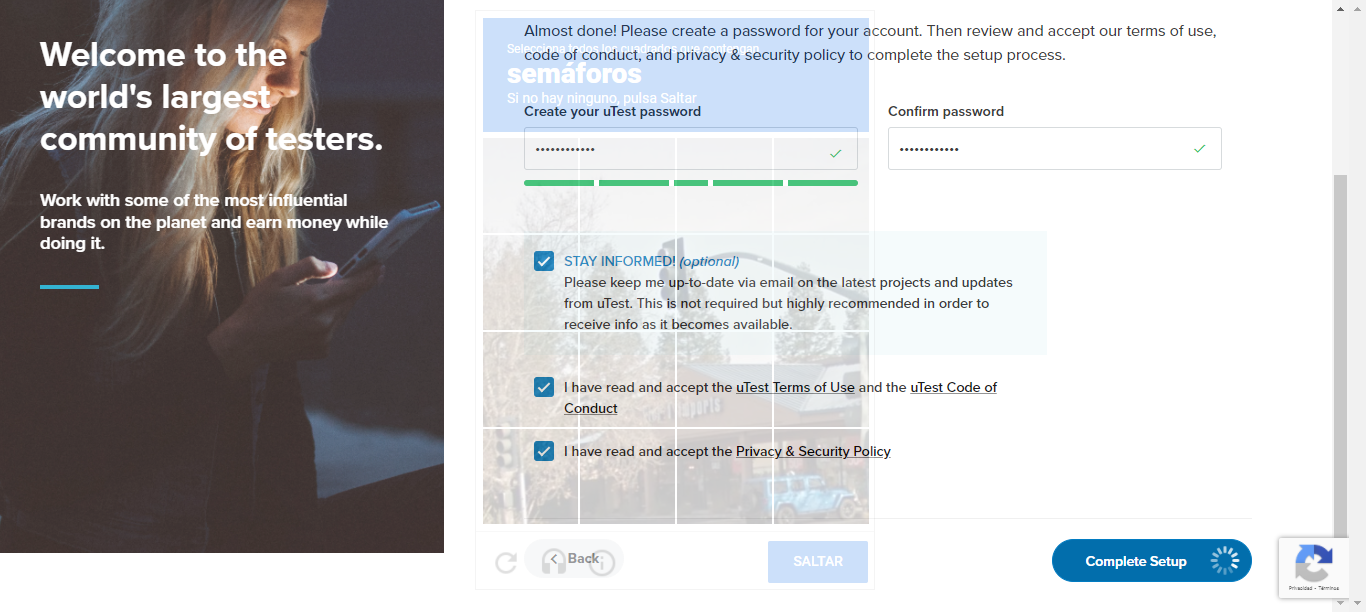 Welcome to the
world's largest
community of testers.
Work with some of the most influential
brands on the planet and earn money while
doing it.
Almost done! Please create a password for your account. Then review and accept our terms of use,
code of conduct, and privacy & security policy to complete the setup process.
Selecciona todos los cuadrados que contengan
semáforos
Si no hay ninguno, pulsa Saltar
Create your uTest password
Confirm password
STAY INFORMED! (optional)
Please keep me up-to-date via email on the latest projects and updates
from uTest. This is not required but highly recommended in order to
receive info as it becomes available.
I have read and accept the uTest Terms of Use and the uTest Code of
Conduct
I have read and accept the Privacy & Security Policy
Back
SALTAR
Complete Setup
Privacidad - Términos